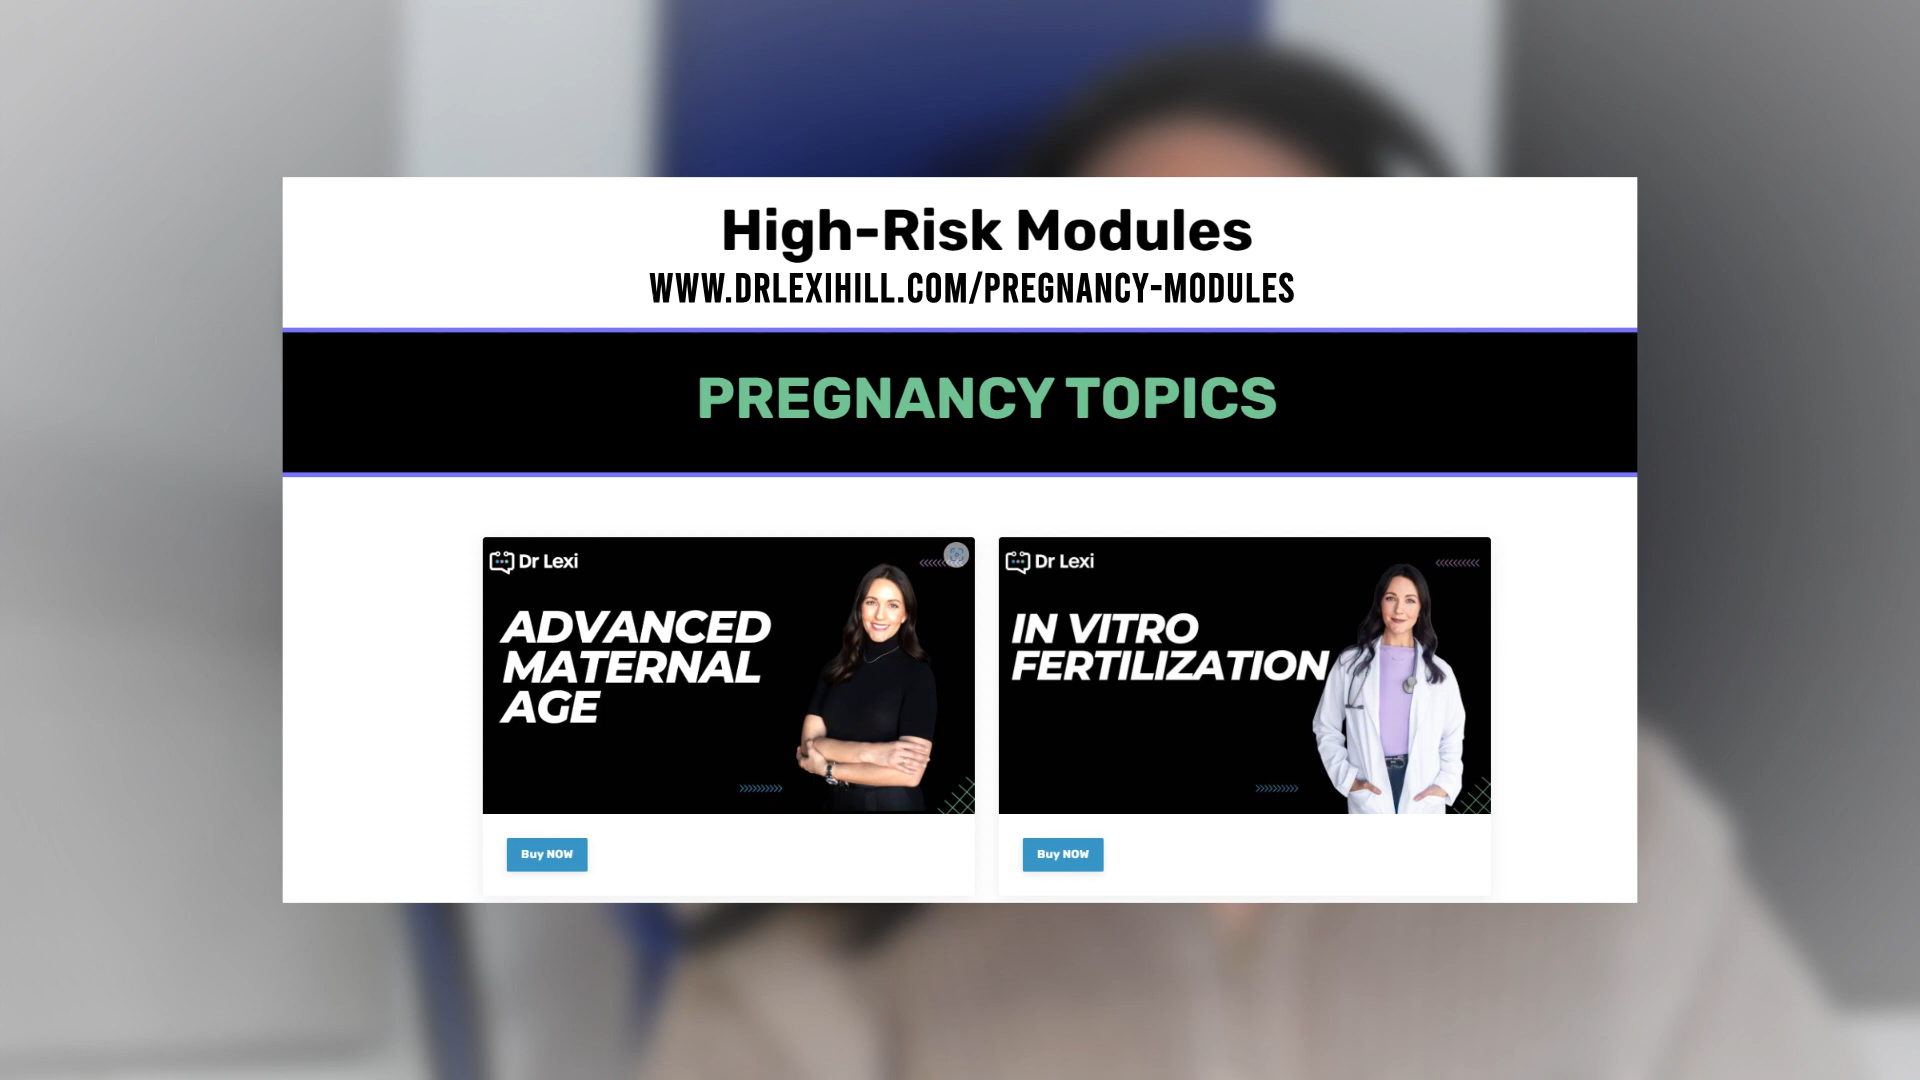 High-Risk Modules
WWW.DRLEXIHILL.COM/PREGNANCY-MODULES
PREGNANCY TOPICS
Dr Lexi
ADVANCED
MATERNAL
AGE
Buy NOW
Dr Lexi
IN VITRO
FERTILIZATION
Buy NOW